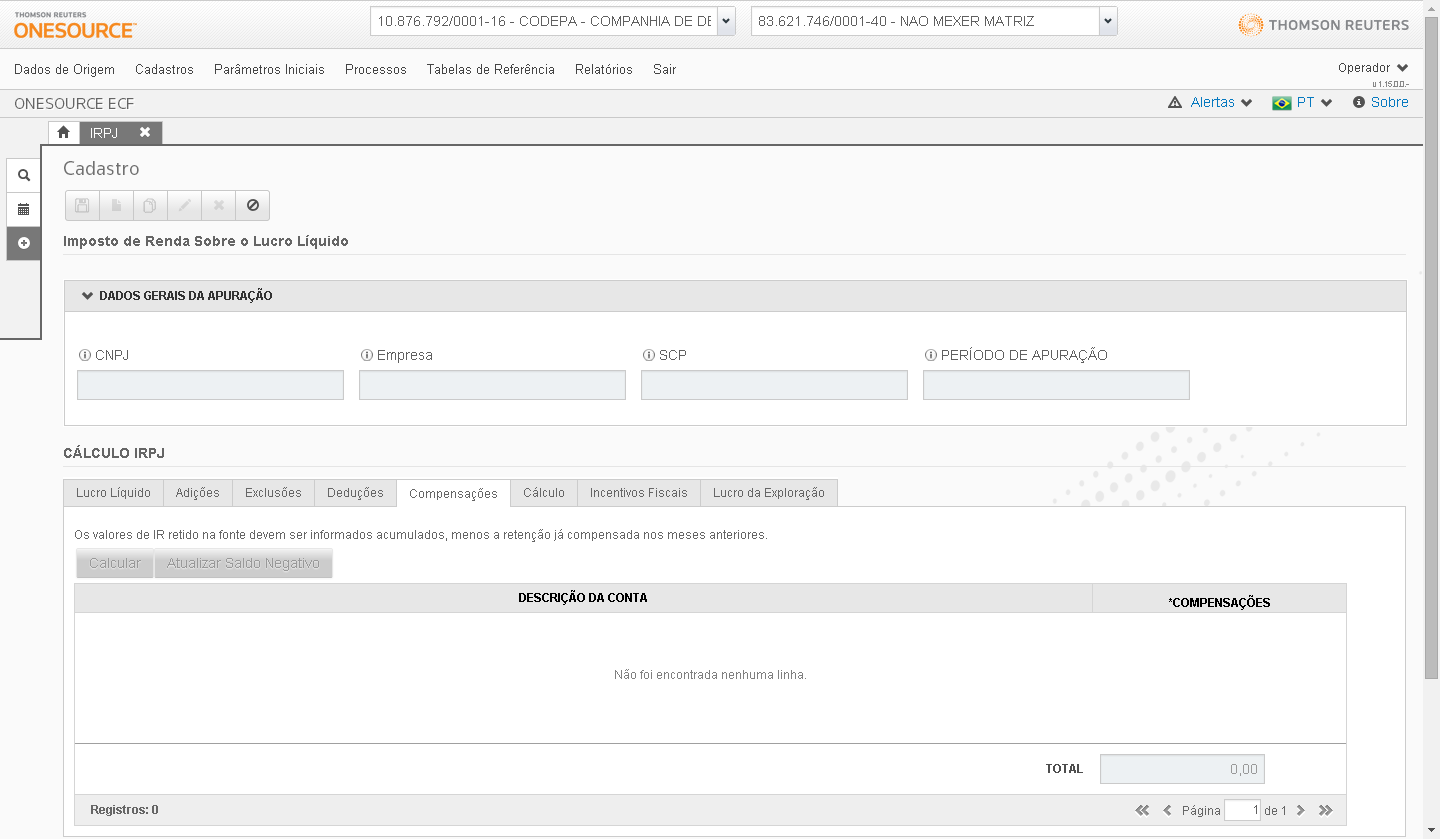 THOMSON REUTERS
ONESOURCE™
10.876.792/0001-16 - CODEPA - COMPANHIA DE DE
83.621.746/0001-40 - NAO MEXER MATRIZ
THOMSON REUTERS
Dados de Origem Cadastros Parâmetros Iniciais Processos Tabelas de Referência Relatórios Sair
Operador
u 1.15.0.0.-
ONESOURCE ECF
Alertas PT Sobre
IRPJ
Cadastro
Imposto de Renda Sobre o Lucro Líquido
DADOS GERAIS DA APURAÇÃO
CNPJ Empresa SCP PERÍODO DE APURAÇÃO
CÁLCULO IRPJ
Lucro Líquido Adições Exclusões Deduções Compensações Cálculo Incentivos Fiscais Lucro da Exploração
Os valores de IR retido na fonte devem ser informados acumulados, menos a retenção já compensada nos meses anteriores.
Calcular Atualizar Saldo Negativo
DESCRIÇÃO DA CONTA *COMPENSAÇÕES
Não foi encontrada nenhuma linha.
TOTAL 0,00
Registros: 0 Página 1 de 1